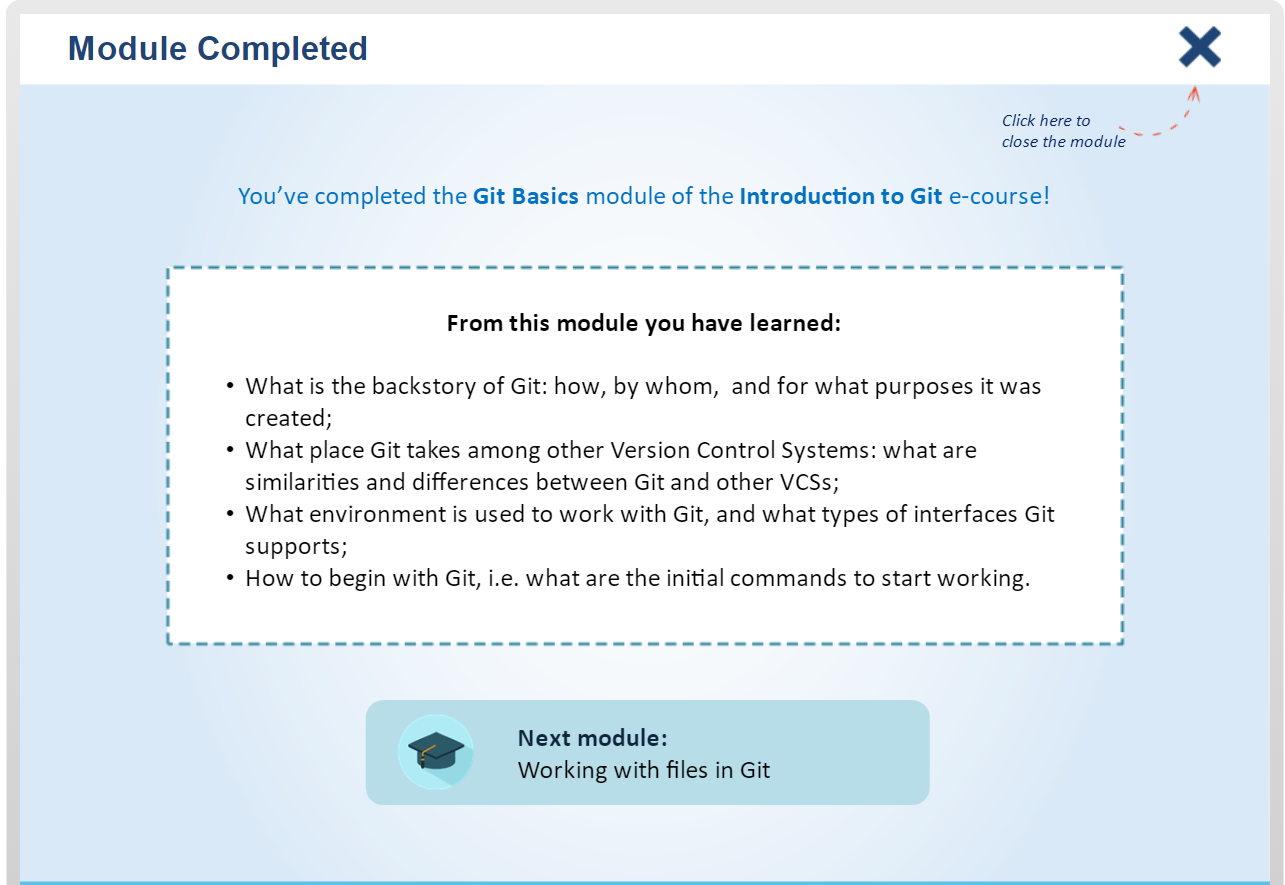 Module Completed
Click here to
close the module
You’ve completed the Git Basics module of the Introduction to Git e-course!
From this module you have learned:
• What is the backstory of Git: how, by whom,  and for what purposes it was
created;
• What place Git takes among other Version Control Systems: what are
similarities and differences between Git and other VCSs;
• What environment is used to work with Git, and what types of interfaces Git
supports;
• How to begin with Git, i.e. what are the initial commands to start working.
Next module:
Working with files in Git